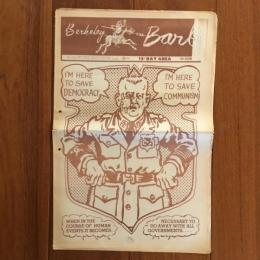 Berkeley Barb
15¢ BAY AREA
I'M HERE
TO SAVE
DEMOCRACY.
I'M HERE
TO SAVE
COMMUNISM
WHEN IN THE
COURSE OF HUMAN
EVENTS IT BECOMES
NECESSARY TO
DO AWAY WITH ALL
GOVERNMENTS...